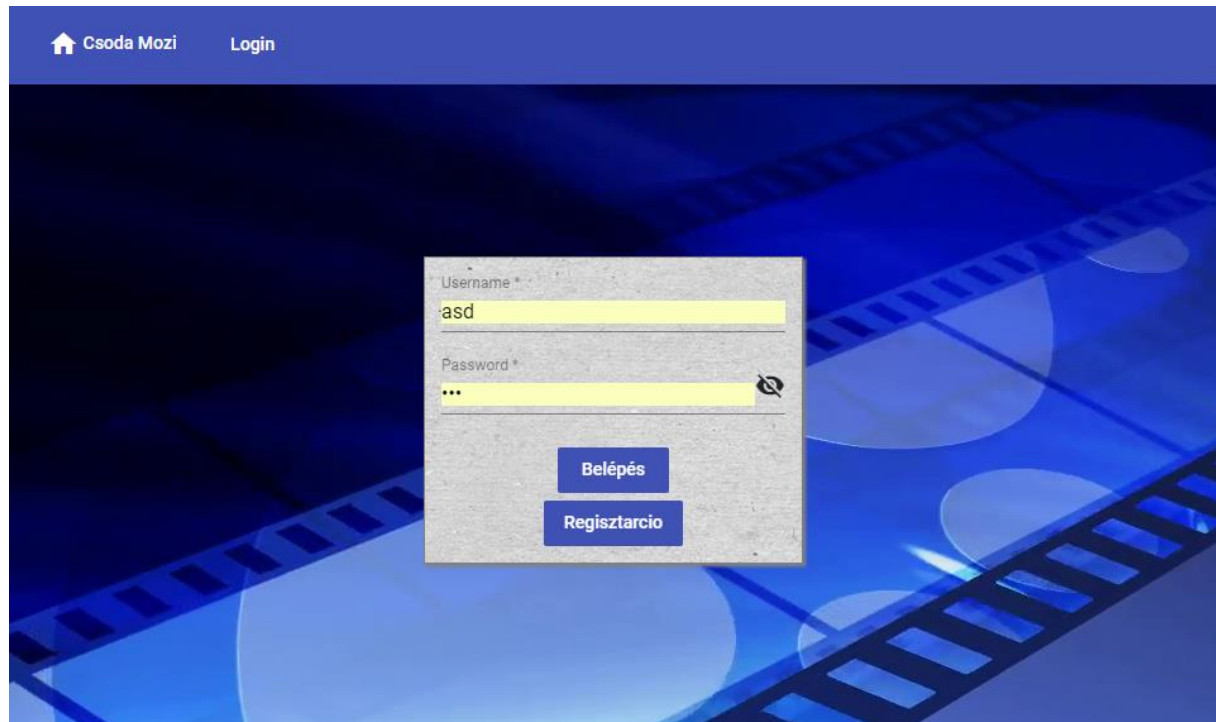 Csoda Mozi Login
Username *
asd
Password *
•••
Belépés
Regisztarcio